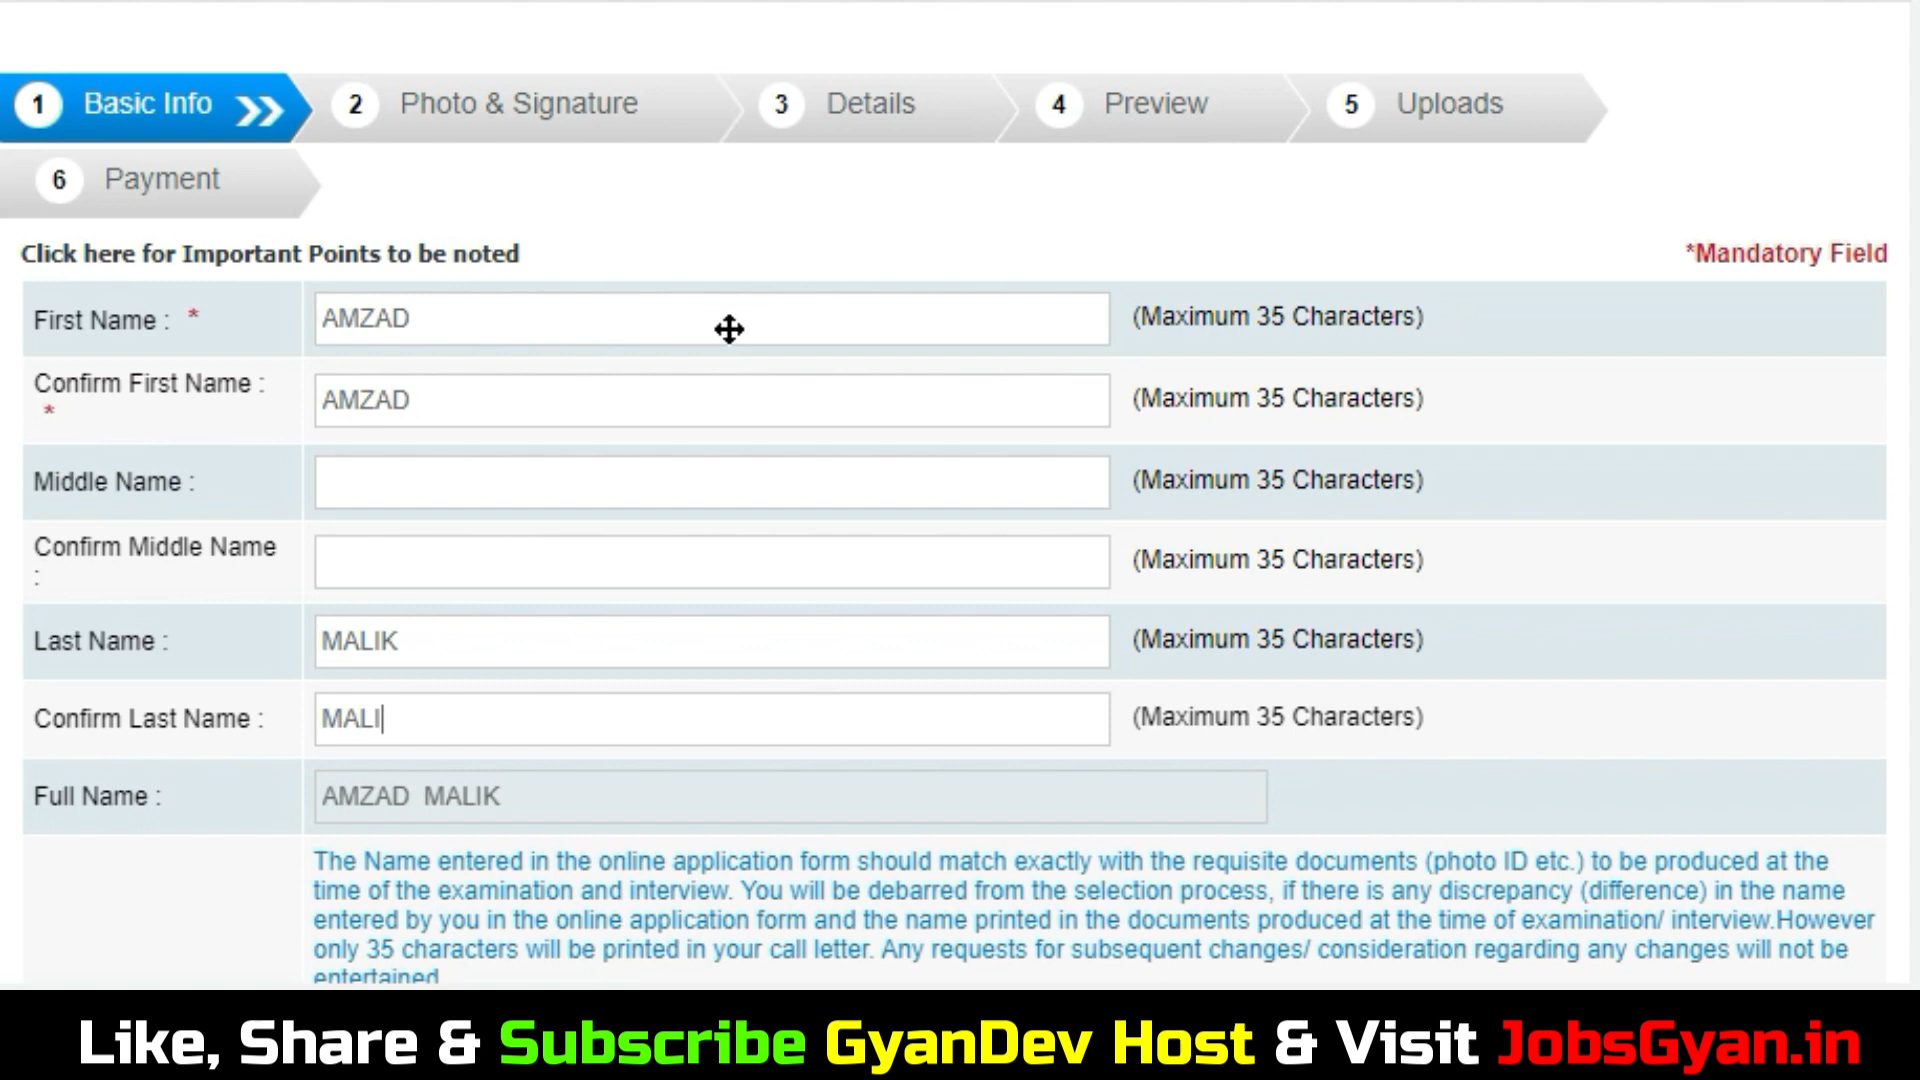 1 Basic Info
2 Photo & Signature
3 Details
4 Preview
5 Uploads
6 Payment
Click here for Important Points to be noted
*Mandatory Field
First Name : *
AMZAD
(Maximum 35 Characters)
Confirm First Name :
*
AMZAD
(Maximum 35 Characters)
Middle Name :
(Maximum 35 Characters)
Confirm Middle Name
:
(Maximum 35 Characters)
Last Name :
MALIK
(Maximum 35 Characters)
Confirm Last Name :
MALI
(Maximum 35 Characters)
Full Name :
AMZAD  MALIK
The Name entered in the online application form should match exactly with the requisite documents (photo ID etc.) to be produced at the
time of the examination and interview. You will be debarred from the selection process, if there is any discrepancy (difference) in the name
entered by you in the online application form and the name printed in the documents produced at the time of examination/ interview.However
only 35 characters will be printed in your call letter. Any requests for subsequent changes/ consideration regarding any changes will not be
entertained
Like, Share & Subscribe GyanDev Host & Visit JobsGyan.in